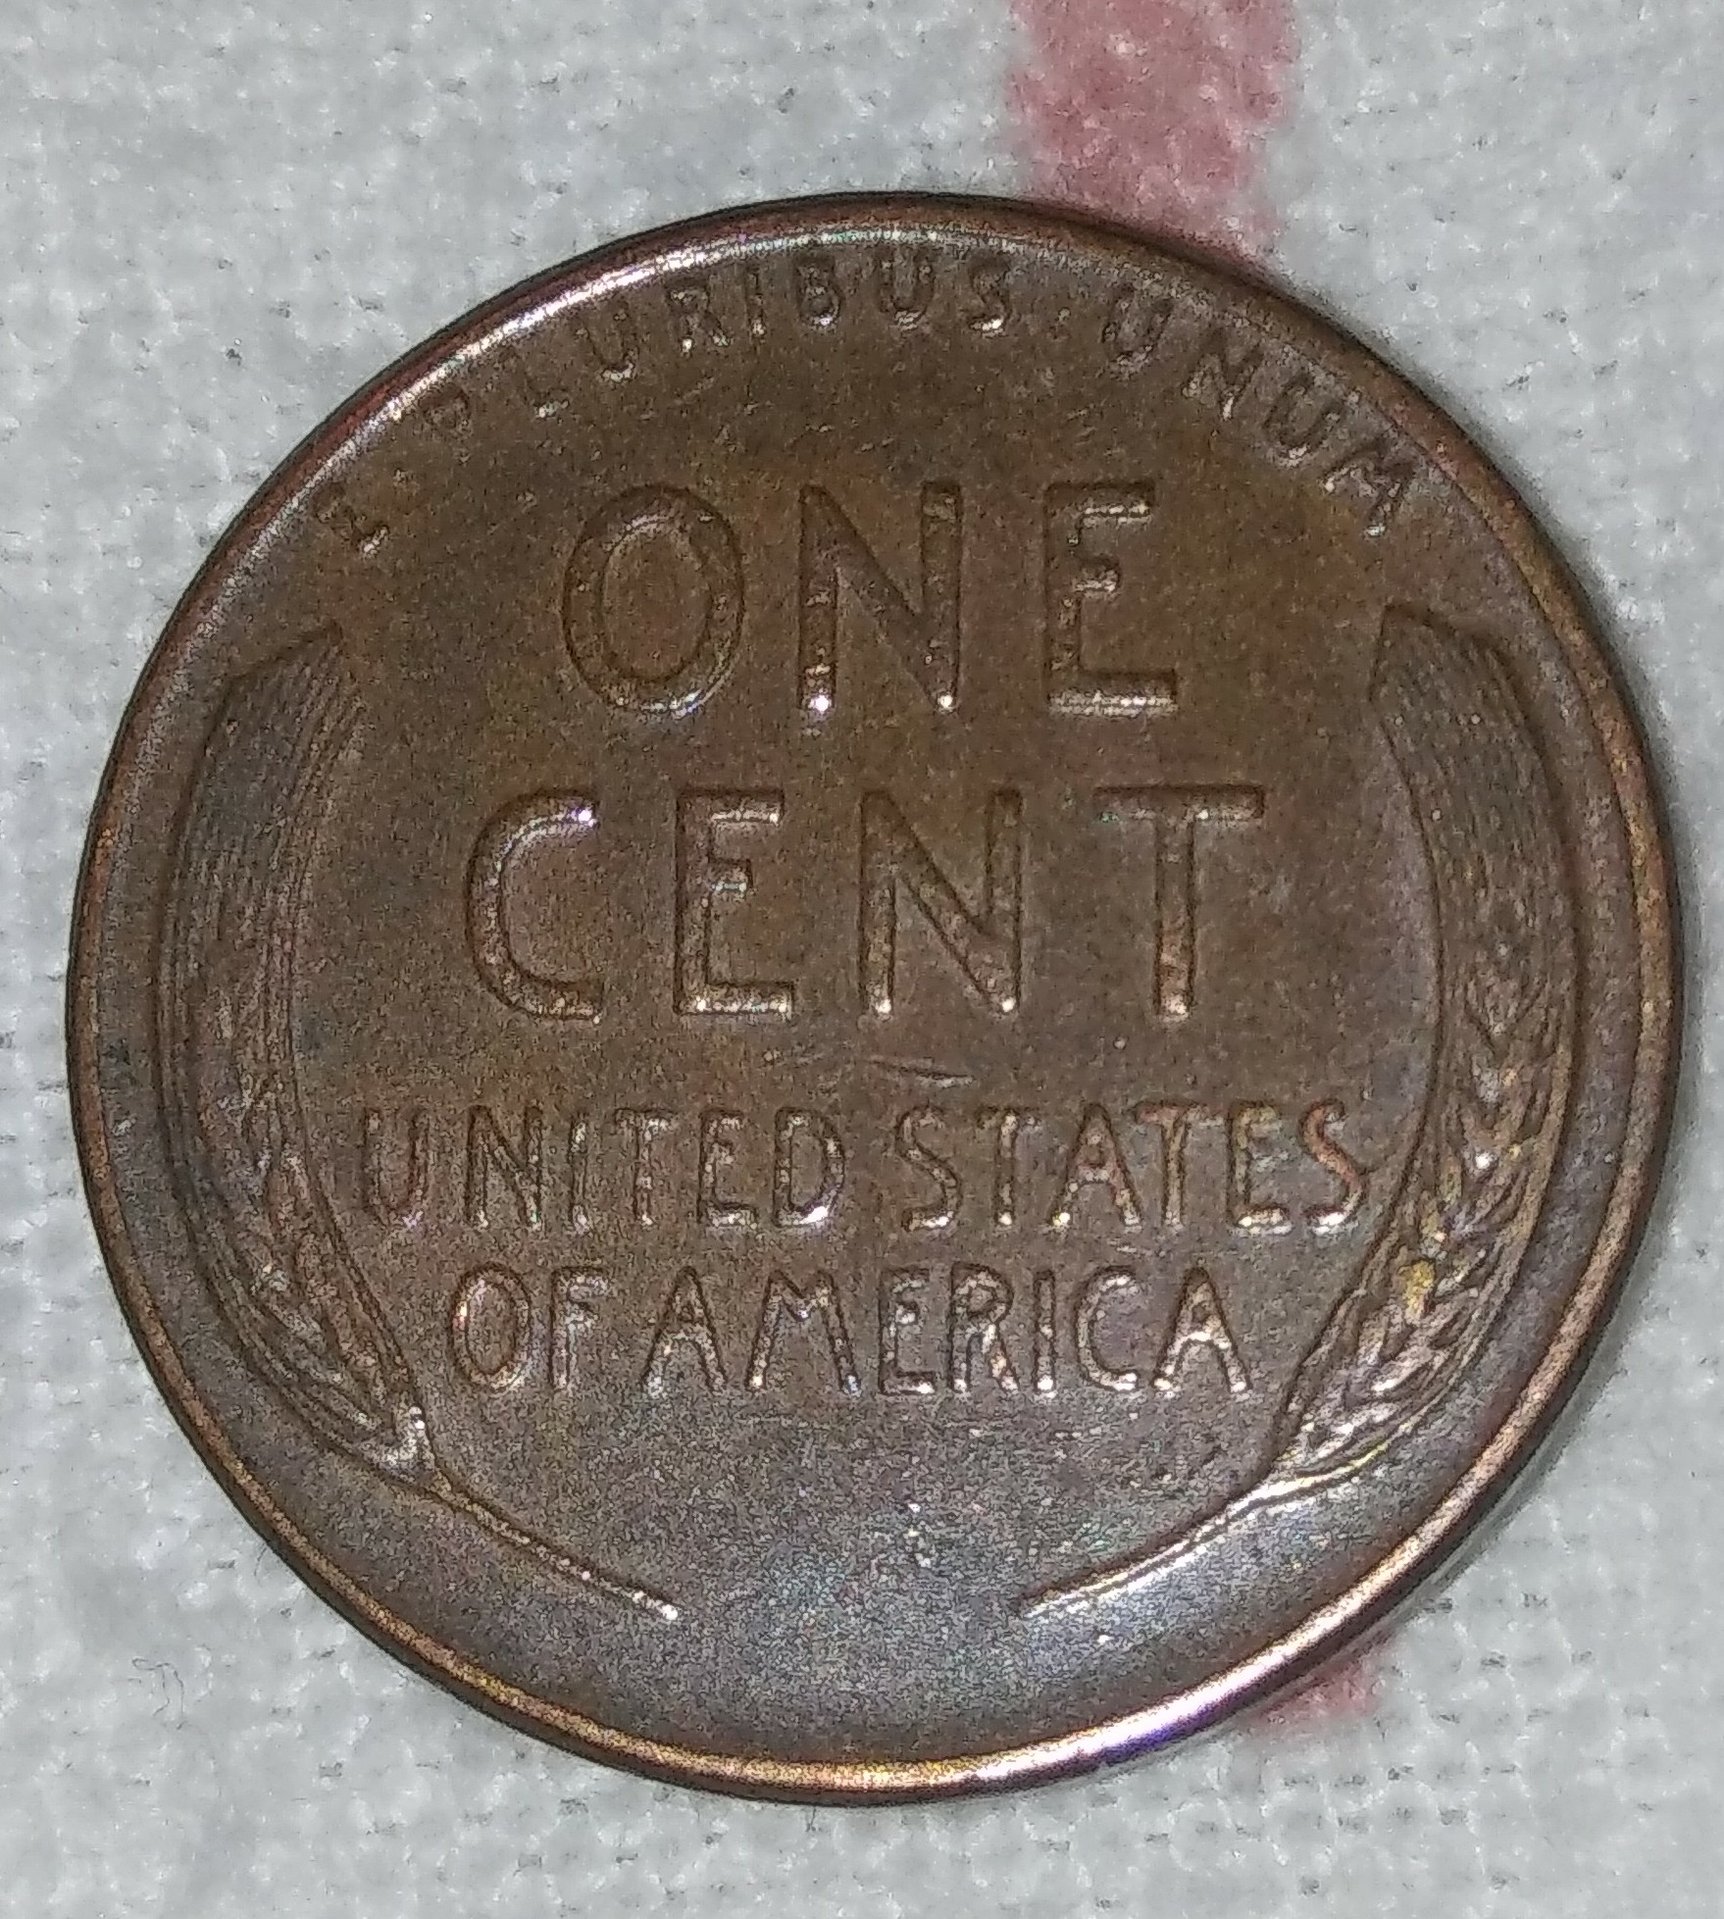 E · PLURIBUS · UNUM
ONE
CENT
UNITED STATES
OF AMERICA